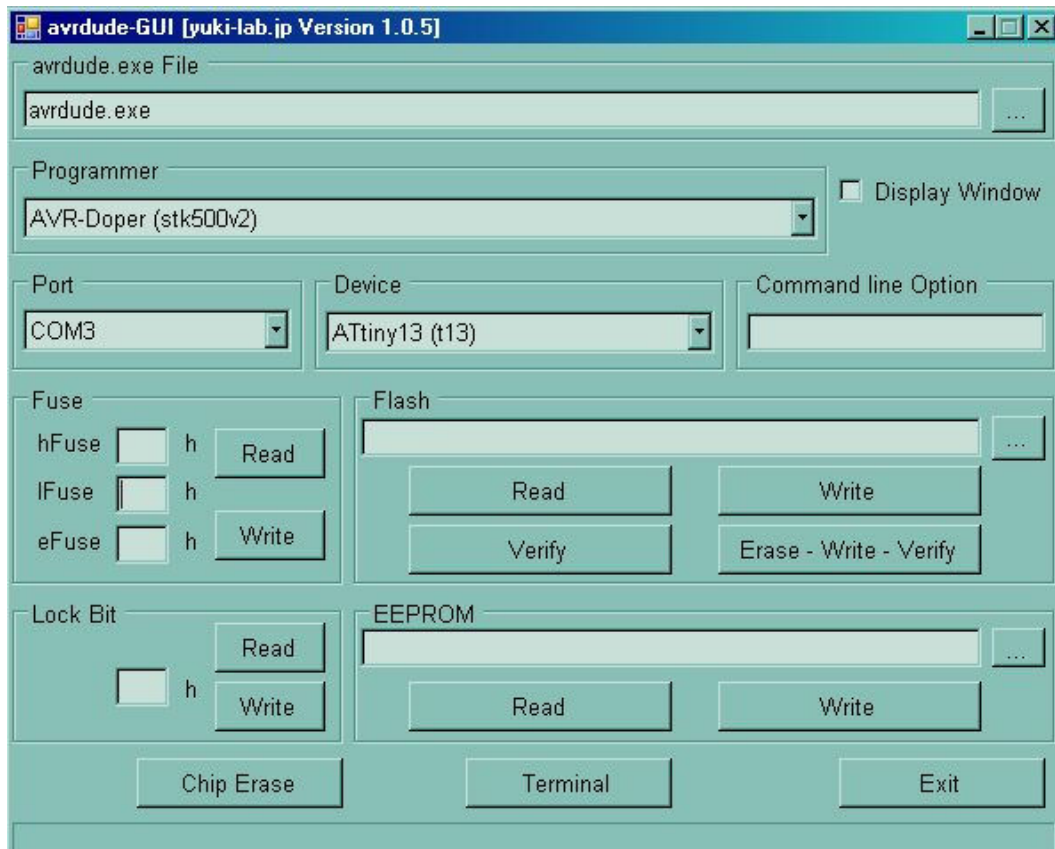 avrdude-GUI [yuki-lab.jp Version 1.0.5]
avrdude.exe File
avrdude.exe
...
Programmer
AVR-Doper (stk500v2)
Display Window
Port
COM3
Device
ATtiny13 (t13)
Command line Option
Fuse
hFuse h
Read
lFuse h
eFuse h
Write
Flash
...
Read
Write
Verify
Erase - Write - Verify
Lock Bit
Read
h
Write
EEPROM
...
Read
Write
Chip Erase
Terminal
Exit